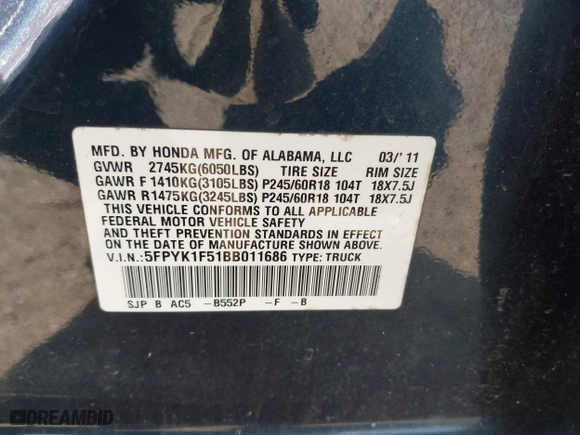 MFD. BY HONDA MFG. OF ALABAMA, LLC 03/'11
GVWR 2745KG(6050LBS) TIRE SIZE RIM SIZE
GAWR F 1410KG(3105LBS) P245/60R18 104T 18X7.5J
GAWR R1475KG(3245LBS) P245/60R18 104T 18X7.5J
THIS VEHICLE CONFORMS TO ALL APPLICABLE
FEDERAL MOTOR VEHICLE SAFETY
AND THEFT PREVENTION STANDARDS IN EFFECT ON
THE DATE OF MANUFACTURE SHOWN ABOVE.
V.I.N.:5FPYK1F51BB011686 TYPE: TRUCK
SJP B AC5 -B552P -F -B
DREAMBID